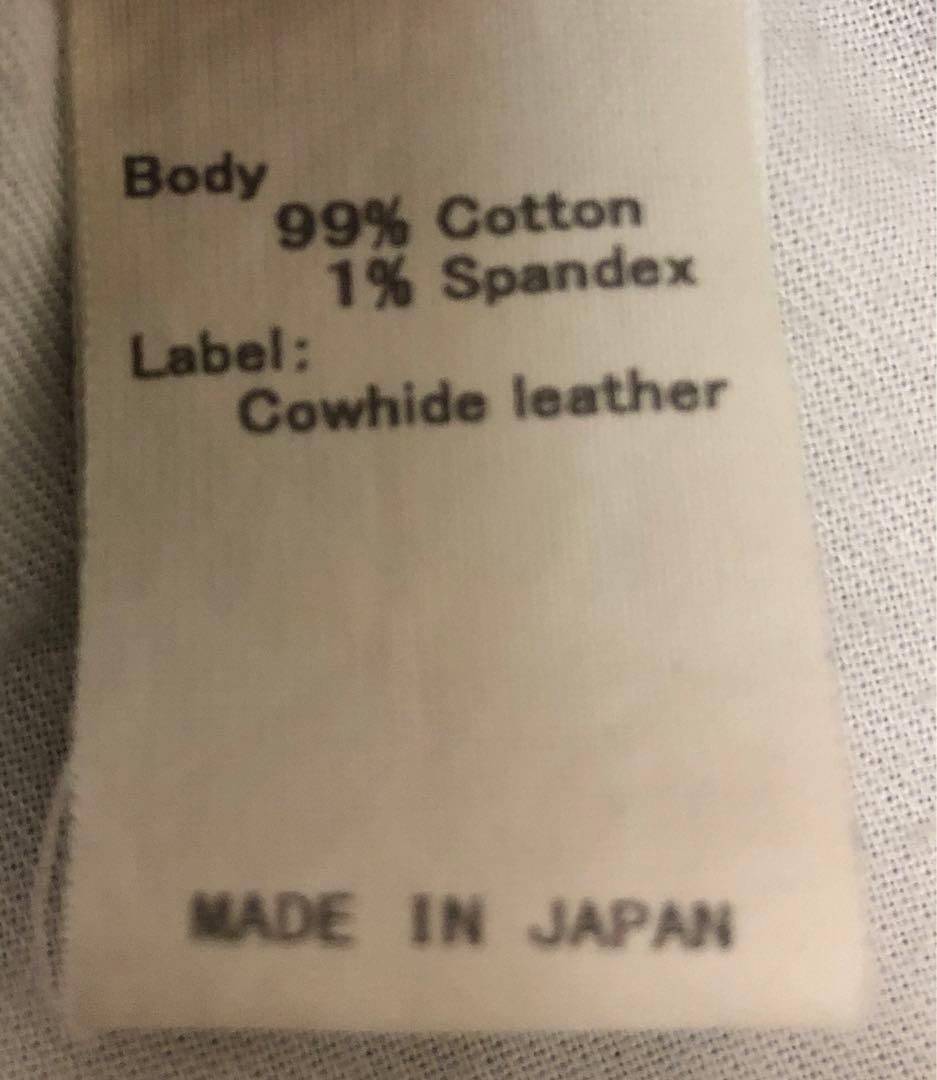 Body
99% Cotton
1% Spandex
Label:
Cowhide leather
MADE IN JAPAN